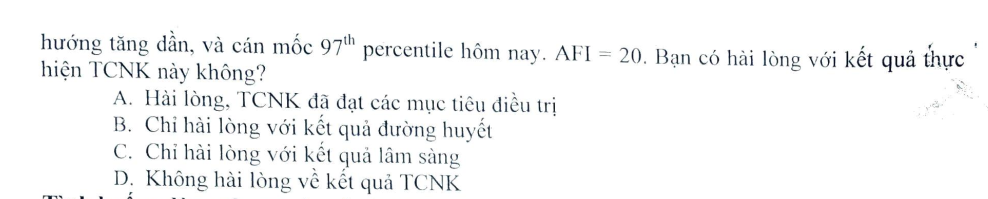 hướng tăng dần, và cán mốc 97th percentile hôm nay. AFI = 20. Bạn có hài lòng với kết quả thực
hiện TCNK này không?
A. Hài lòng, TCNK đã đạt các mục tiêu điều trị
B. Chỉ hài lòng với kết quả đường huyết
C. Chỉ hài lòng với kết quả lâm sàng
D. Không hài lòng về kết quả TCNK